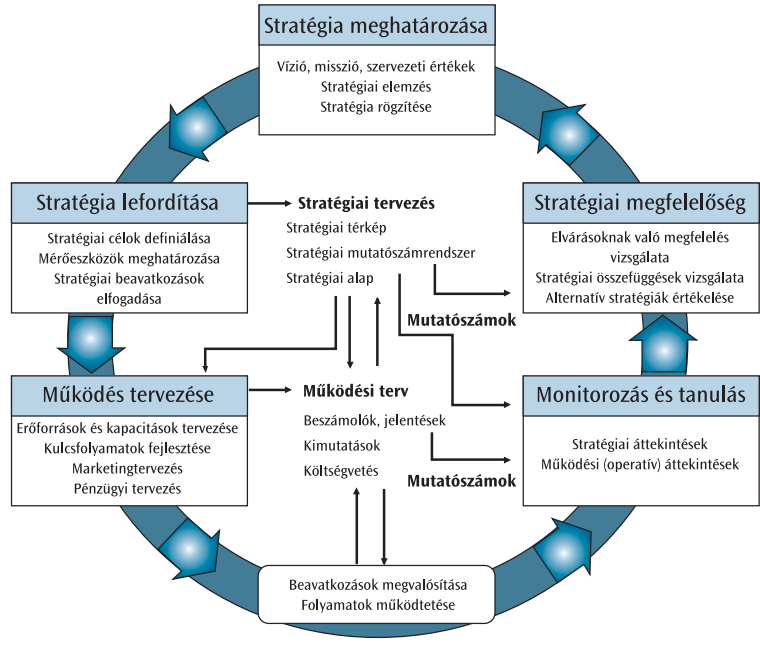 Stratégia meghatározása
Vízió, misszió, szervezeti értékek
Stratégiai elemzés
Stratégia rögzítése
Stratégia lefordítása
Stratégiai célok definiálása
Mérőeszközök meghatározása
Stratégiai beavatkozások
elfogadása
Stratégiai tervezés
Stratégiai térkép
Stratégiai mutatószámrendszer
Stratégiai alap
Mutatószámok
Stratégiai megfelelőség
Elvárásoknak való megfelelés
vizsgálata
Stratégiai összefüggések vizsgálata
Alternatív stratégiák értékelése
Működés tervezése
Erőforrások és kapacitások tervezése
Kulcsfolyamatok fejlesztése
Marketingtervezés
Pénzügyi tervezés
Működési terv
Beszámolók, jelentések
Kimutatások
Költségvetés
Mutatószámok
Monitorozás és tanulás
Stratégiai áttekintések
Működési (operatív) áttekintések
Beavatkozások megvalósítása
Folyamatok működtetése